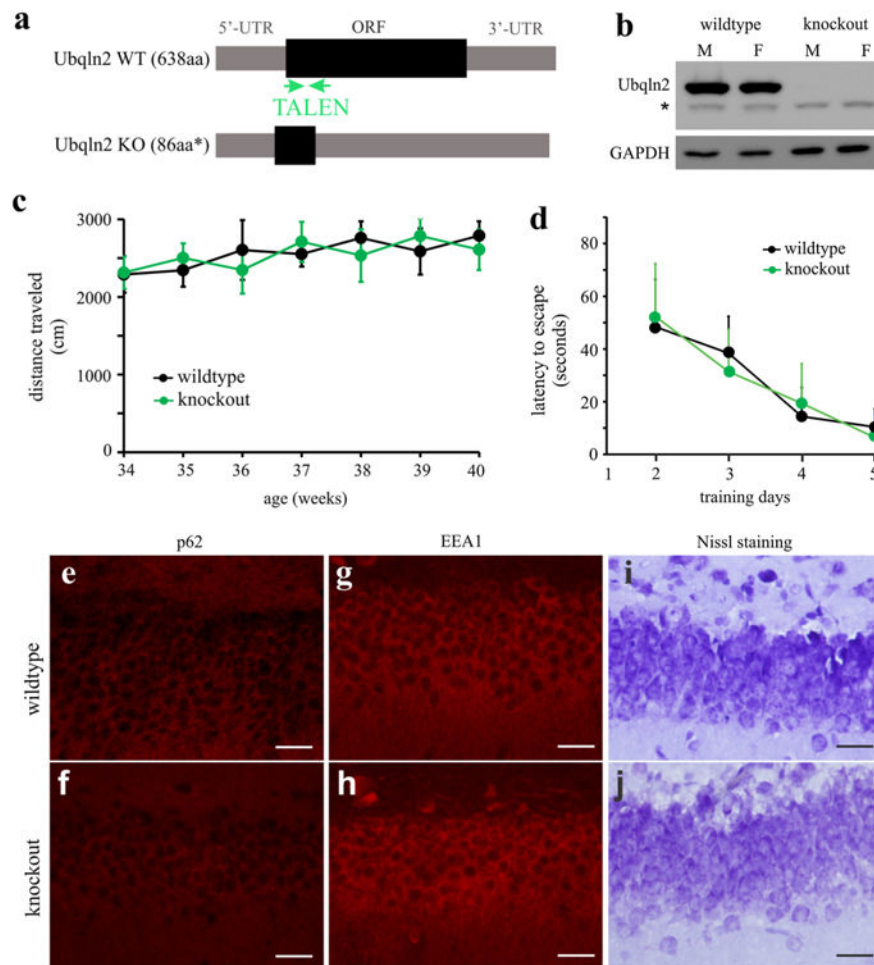 a
5’-UTR ORF 3’-UTR
Ubqln2 WT (638aa)
TALEN
Ubqln2 KO (86aa*)
b
wildtype knockout
M F M F
Ubqln2
*
GAPDH
c
3000
2000
1000
0
distance traveled
(cm)
wildtype
knockout
34 35 36 37 38 39 40
age (weeks)
d
80
60
40
20
0
latency to escape
(seconds)
wildtype
knockout
1 2 3 4 5
training days
p62 EEA1 Nissl staining
wildtype
e g i
knockout
f h j